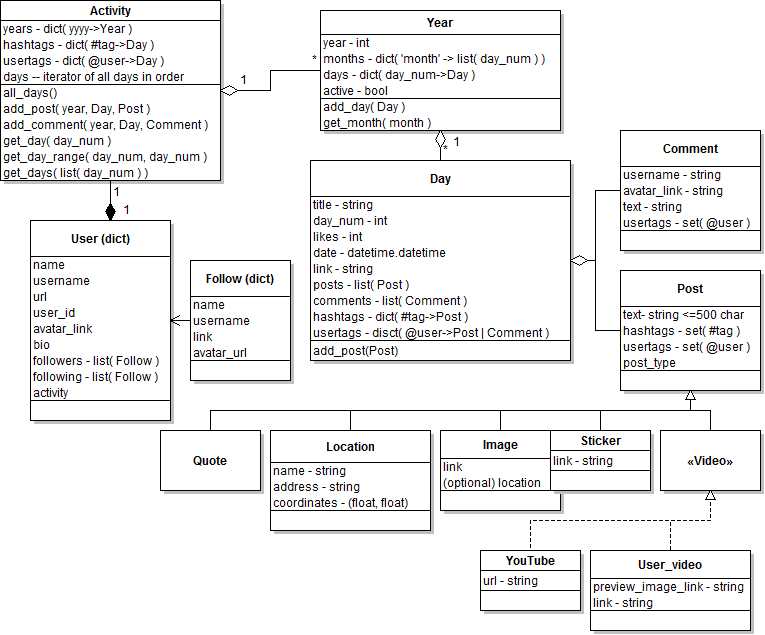 Activity
years - dict( yyyy->Year )
hashtags - dict( #tag->Day )
usertags - dict( @user->Day )
days -- iterator of all days in order
all_days()
add_post( year, Day, Post )
add_comment( year, Day, Comment )
get_day( day_num )
get_day_range( day_num, day_num )
get_days( list( day_num ) )
1
*
Year
year - int
months - dict( 'month' -> list( day_num ) )
days - dict( day_num->Day )
active - bool
add_day( Day )
get_month( month )
1
*
1
1
Day
title - string
day_num - int
likes - int
date - datetime.datetime
link - string
posts - list( Post )
comments - list( Comment )
hashtags - dict( #tag->Post )
usertags - disct( @user->Post | Comment )
add_post(Post)
Comment
username - string
avatar_link - string
text - string
usertags - set( @user )
User (dict)
name
username
url
user_id
avatar_link
bio
followers - list( Follow )
following - list( Follow )
activity
Follow (dict)
name
username
link
avatar_url
Post
text- string <=500 char
hashtags - set( #tag )
usertags - set( @user )
post_type
Quote
Location
name - string
address - string
coordinates - (float, float)
Image
link
(optional) location
Sticker
link - string
«Video»
YouTube
url - string
User_video
preview_image_link - string
link - string